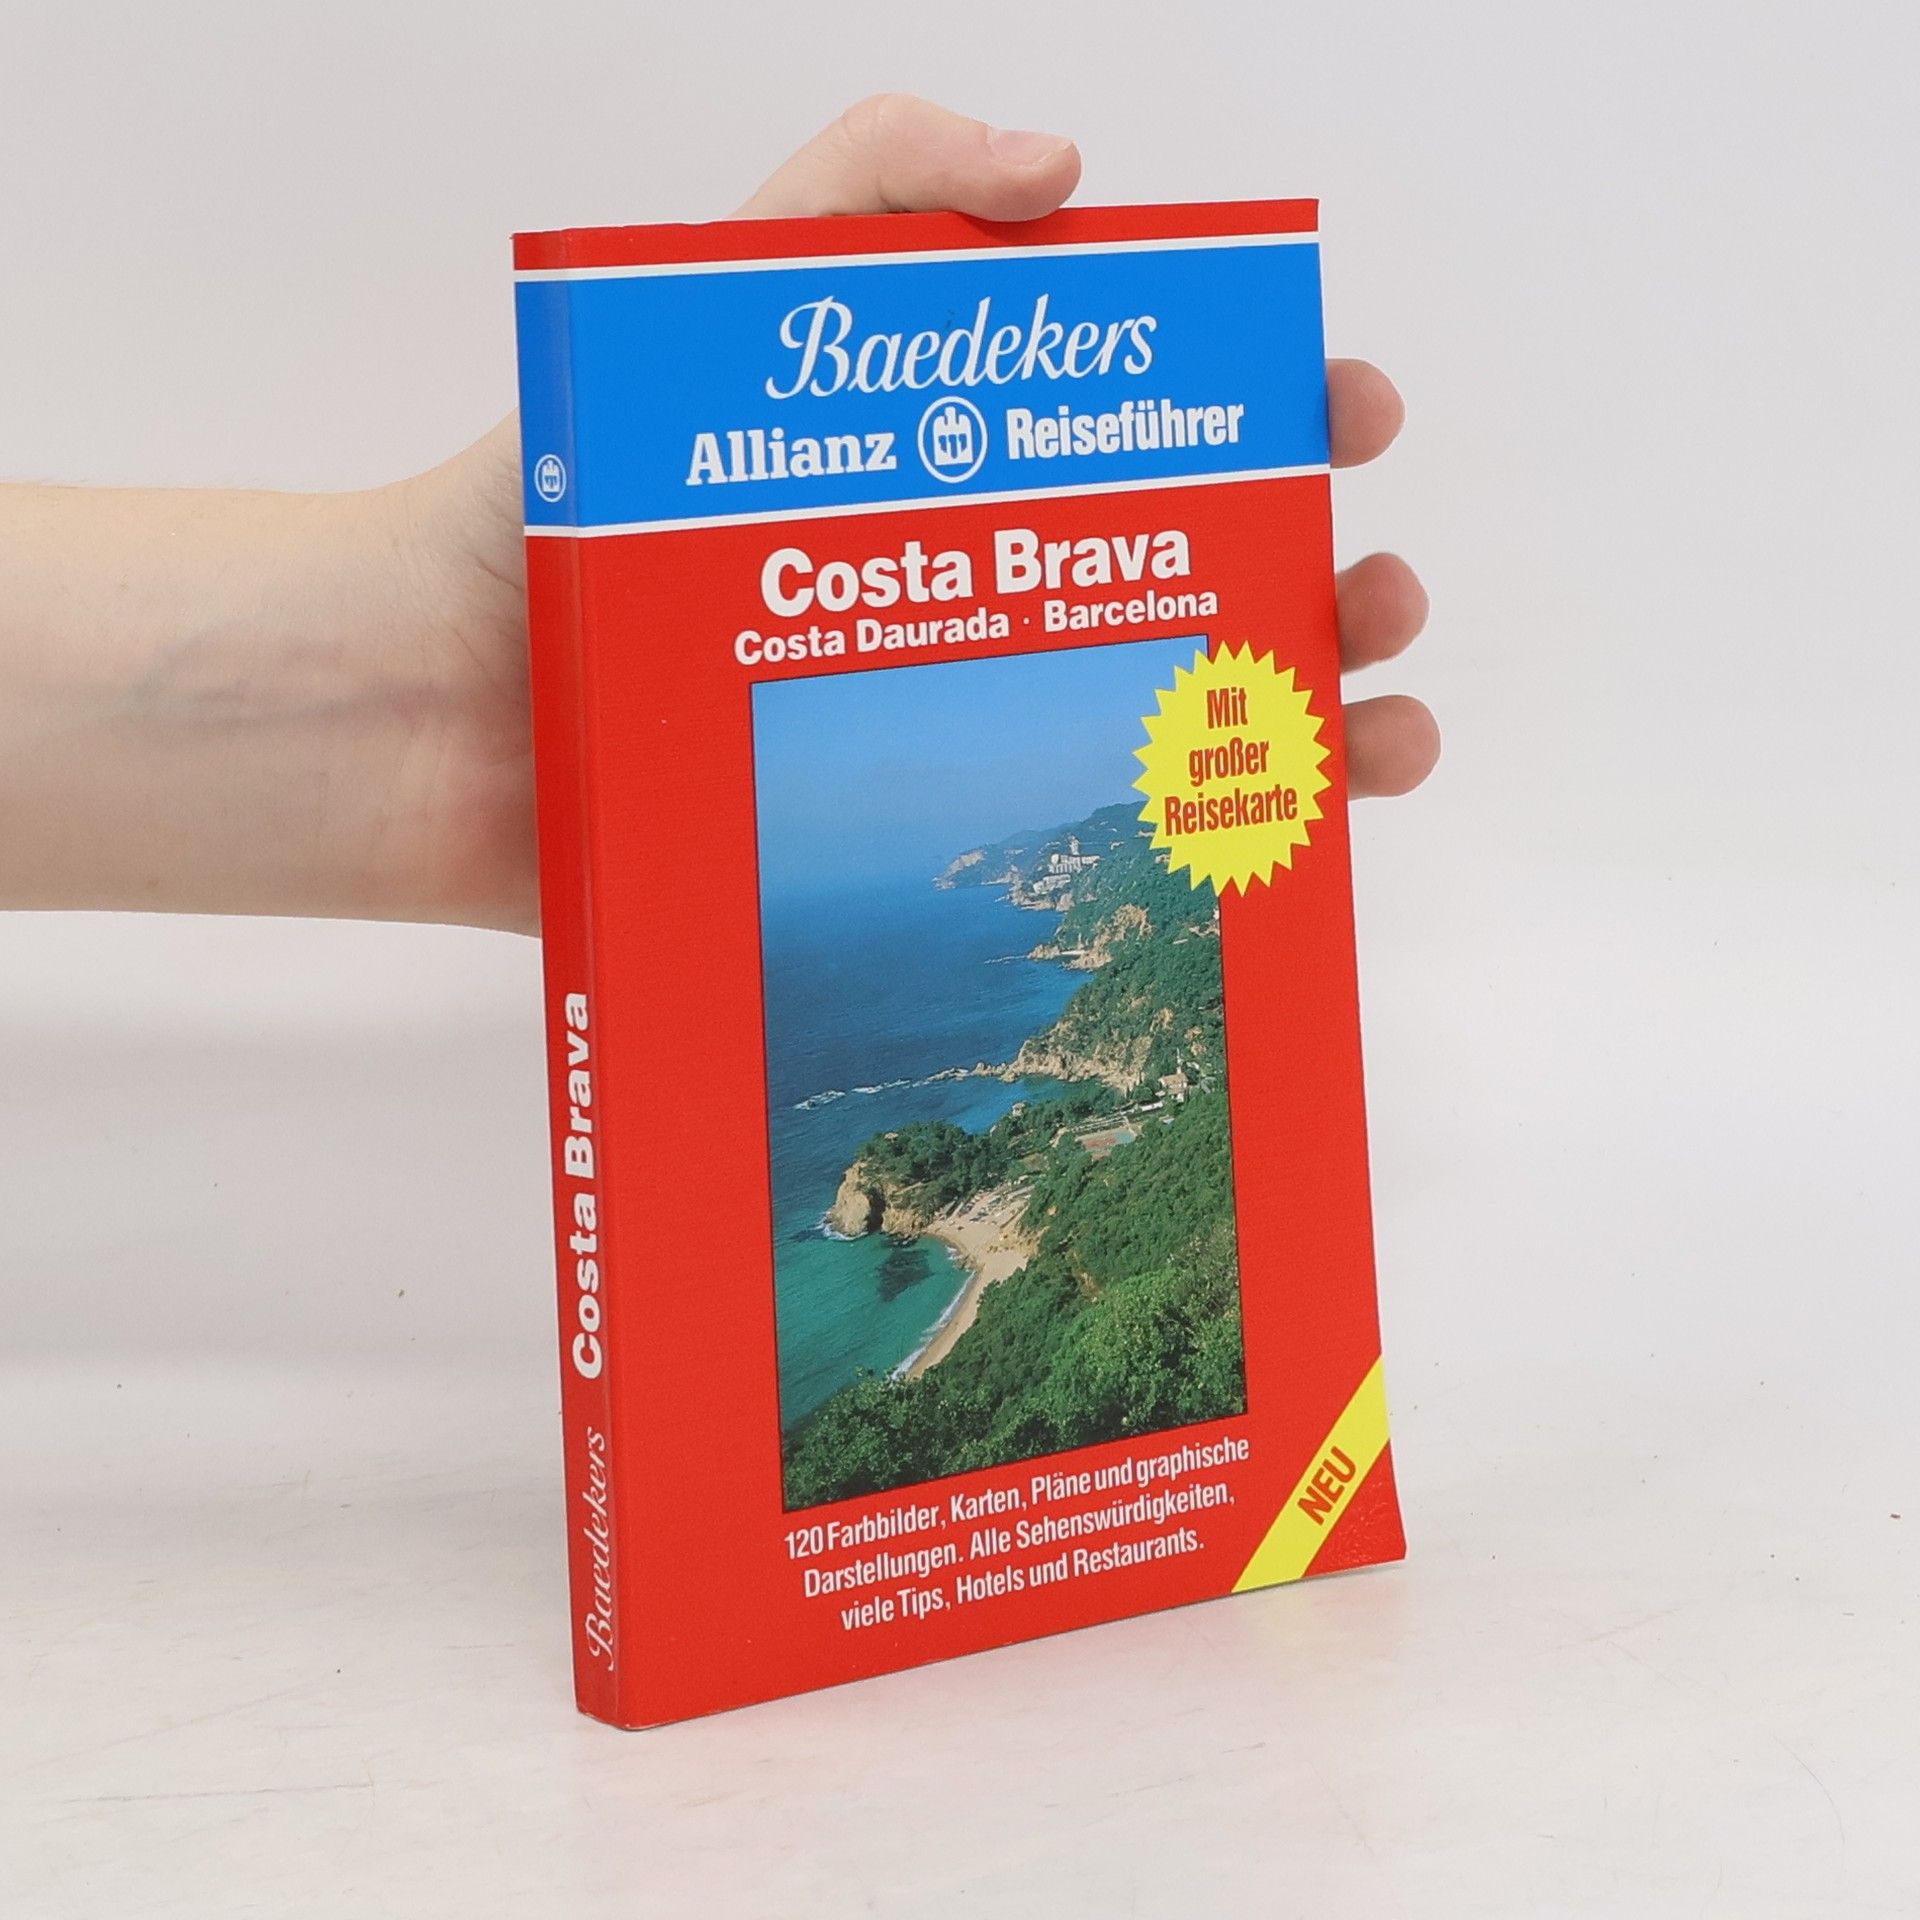 Baedekers
Allianz Reiseführer
Costa Brava
Costa Daurada · Barcelona
Mit
großer
Reisekarte
120 Farbbilder, Karten, Pläne und graphische
Darstellungen. Alle Sehenswürdigkeiten,
viele Tips, Hotels und Restaurants.
NEU
Baedekers Costa Brava